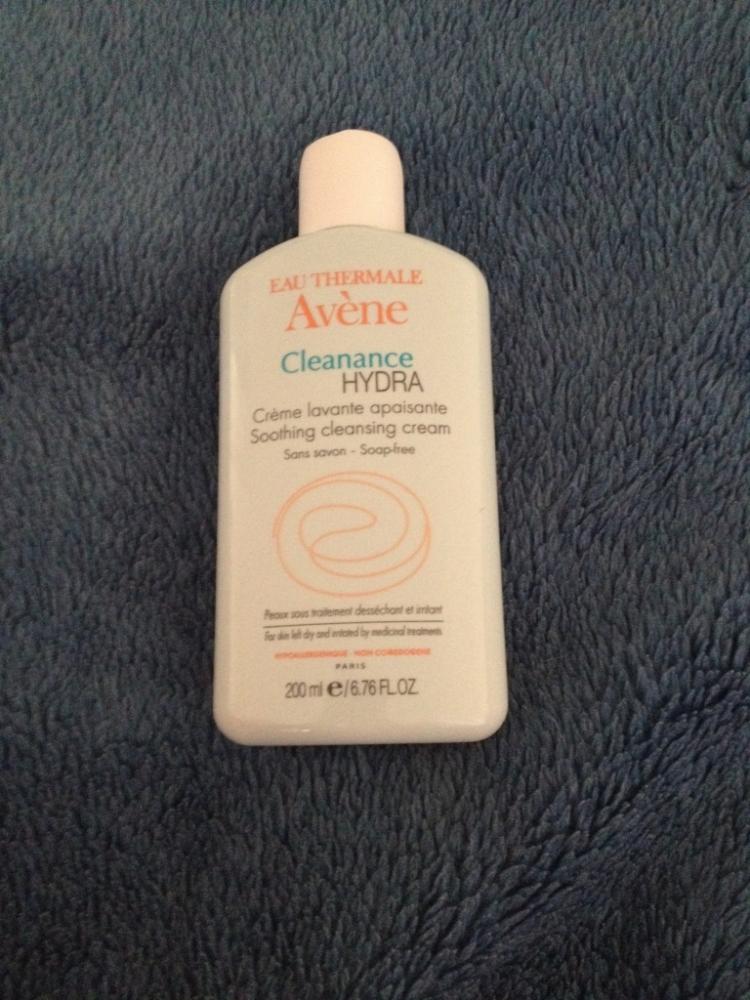 EAU THERMALE
Avène
Cleanance
HYDRA
Crème lavante apaisante
Soothing cleansing cream
Sans savon - Soap-free
Peaux sous traitement desséchant et irritant
For skin left dry and irritated by medicinal treatments
HYPOALLERGÉNIQUE - NON COMEDOGENE
PARIS
200 ml e/6.76 FL.OZ.